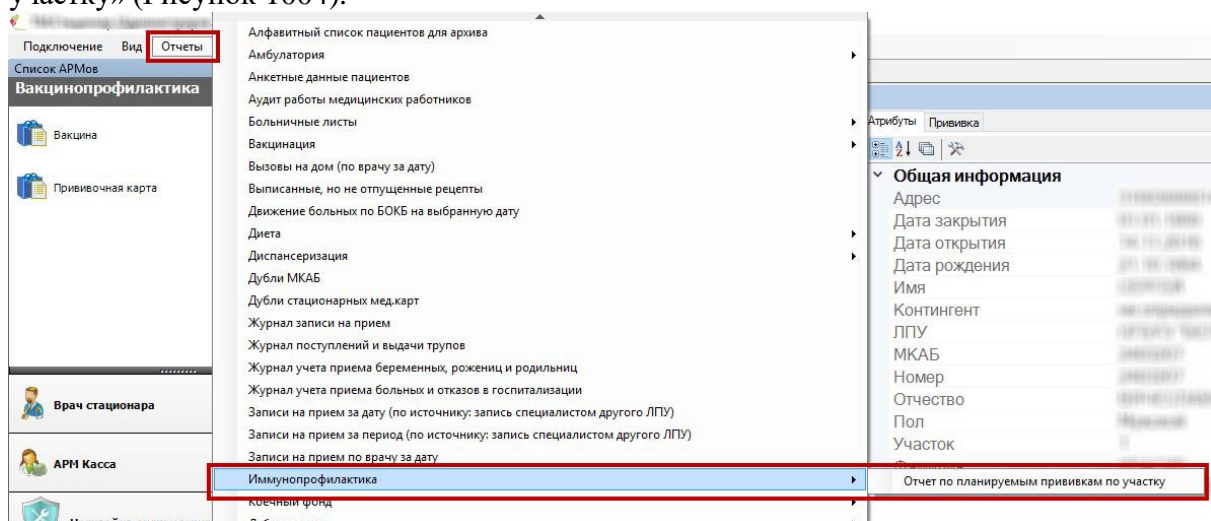 участку» (Рисунок 1664).
Подключение Вид Отчеты
Список АРМов
Вакцинопрофилактика
Вакцина
Прививочная карта
Врач стационара
АРМ Касса
Алфавитный список пациентов для архива
Амбулатория
Анкетные данные пациентов
Аудит работы медицинских работников
Больничные листы
Вакцинация
Вызовы на дом (по врачу за дату)
Выписанные, но не отпущенные рецепты
Движение больных по БОКБ на выбранную дату
Диета
Диспансеризация
Дубли МКАБ
Дубли стационарных мед.карт
Журнал записи на прием
Журнал поступлений и выдачи трупов
Журнал учета приема беременных, рожениц и родильниц
Журнал учета приема больных и отказов в госпитализации
Записи на прием за дату (по источнику: запись специалистом другого ЛПУ)
Записи на прием за период (по источнику: запись специалистом другого ЛПУ)
Записи на прием по врачу за дату
Иммунопрофилактика
Коечный фонд
Отчет по планируемым прививкам по участку
Атрибуты Прививка
Общая информация
Адрес
Дата закрытия
Дата открытия
Дата рождения
Имя
Контингент
ЛПУ
МКАБ
Номер
Отчество
Пол
Участок